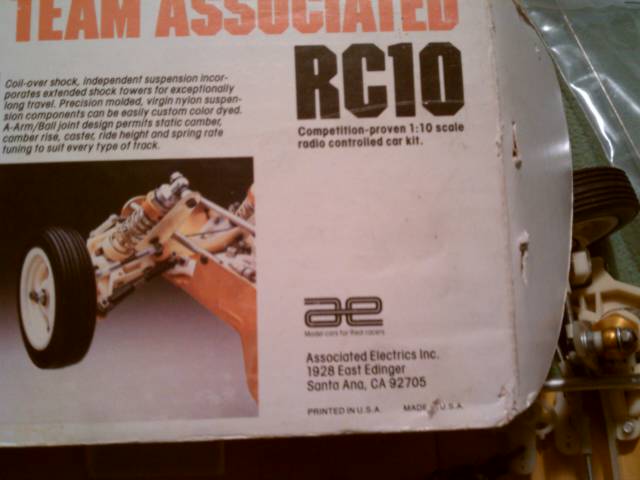 TEAM ASSOCIATED
RC10
Competition-proven 1:10 scale
radio controlled car kit.
Coil-over shock, independent suspension incor-
porates extended shock towers for exceptionally
long travel. Precision molded, virgin nylon suspen-
sion components can be easily custom color dyed.
A-Arm/Ball joint design permits static camber,
camber rise, caster, ride height and spring rate
tuning to suit every type of track.
ae
Model cars for their racers
Associated Electrics Inc.
1928 East Edinger
Santa Ana, CA 92705
PRINTED IN U.S.A. MADE U.S.A.